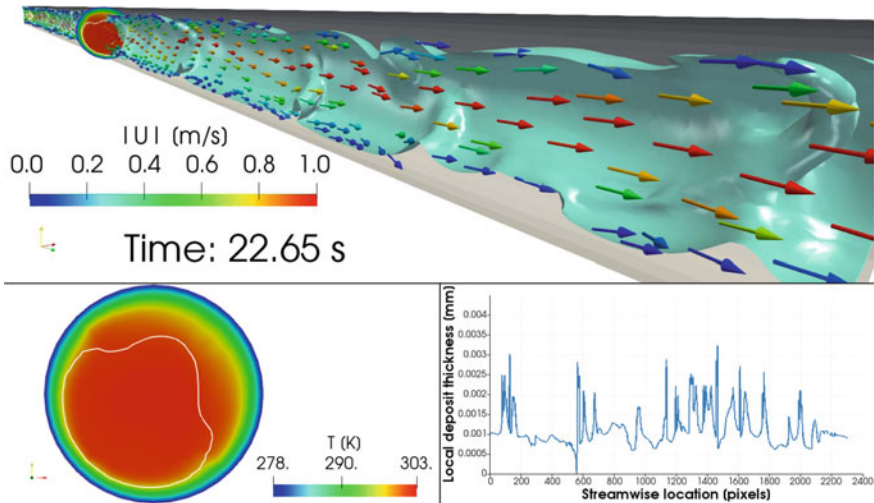 |U| (m/s)
0.0 0.2 0.4 0.6 0.8 1.0
Time: 22.65 s
T (K)
278. 290. 303.
Local deposit thickness (mm)
0.004
0.0035
0.003
0.0025
0.002
0.0015
0.001
0.0005
0
0 200 400 600 800 1000 1200 1400 1600 1800 2000 2200 2400
Streamwise location (pixels)